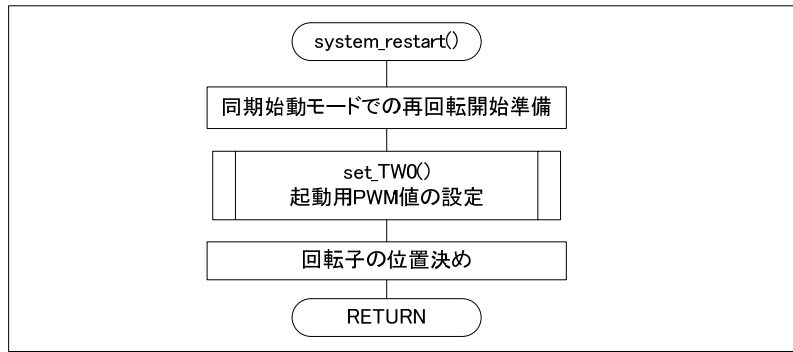 system_restart()
同期始動モードでの再回転開始準備
set_TW0()
起動用PWM値の設定
回転子の位置決め
RETURN